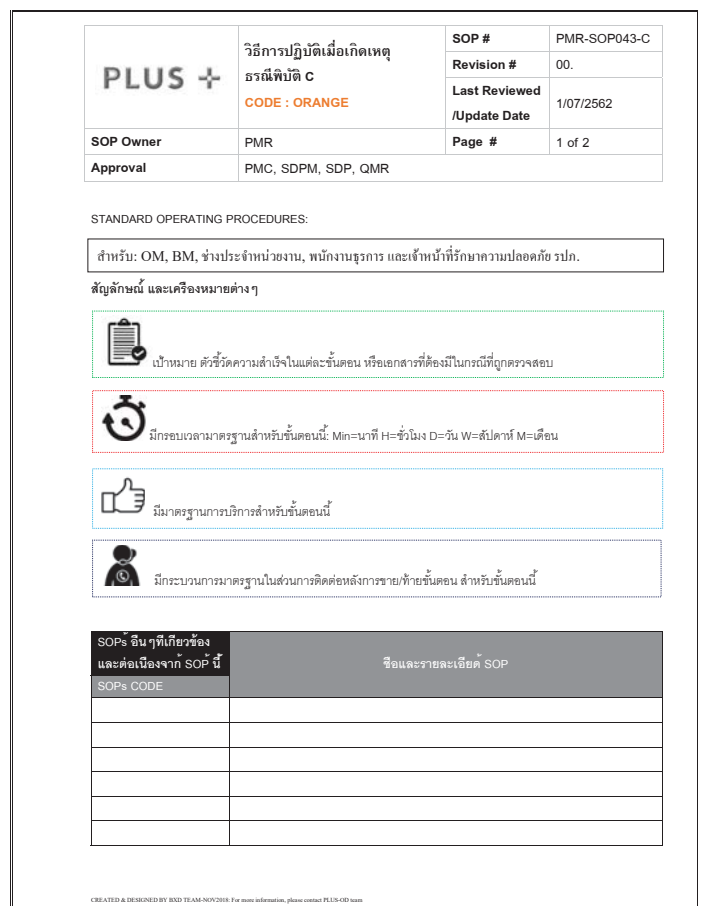 PLUS +
วิธีการปฏิบัติเมื่อเกิดเหตุ
ธรณีพิบัติ C
CODE : ORANGE
SOP #
PMR-SOP043-C
Revision #
00.
Last Reviewed
/Update Date
1/07/2562
SOP Owner
PMR
Page #
1 of 2
Approval
PMC, SDPM, SDP, QMR
STANDARD OPERATING PROCEDURES:
สำหรับ: OM, BM, ช่างประจำหน่วยงาน, พนักงานธุรการ และเจ้าหน้าที่รักษาความปลอดภัย รปภ.
สัญลักษณ์ และเครื่องหมายต่างๆ
เป้าหมาย ตัวชี้วัดความสำเร็จในแต่ละขั้นตอน หรือเอกสารที่ต้องมีในกรณีที่ถูกตรวจสอบ
มีกรอบเวลามาตรฐานสำหรับขั้นตอนนี้: Min=นาที H=ชั่วโมง D=วัน W=สัปดาห์ M=เดือน
มีมาตรฐานการบริการสำหรับขั้นตอนนี้
มีกระบวนการมาตรฐานในส่วนการติดต่อหลังการขาย/ท้ายขั้นตอน สำหรับขั้นตอนนี้
SOPs อื่นๆที่เกี่ยวข้อง
และต่อเนื่องจาก SOP นี้
SOPs CODE
ชื่อและรายละเอียด SOP
CREATED & DESIGNED BY BXD TEAM-NOV2018: For more information, please contact PLUS-OD team